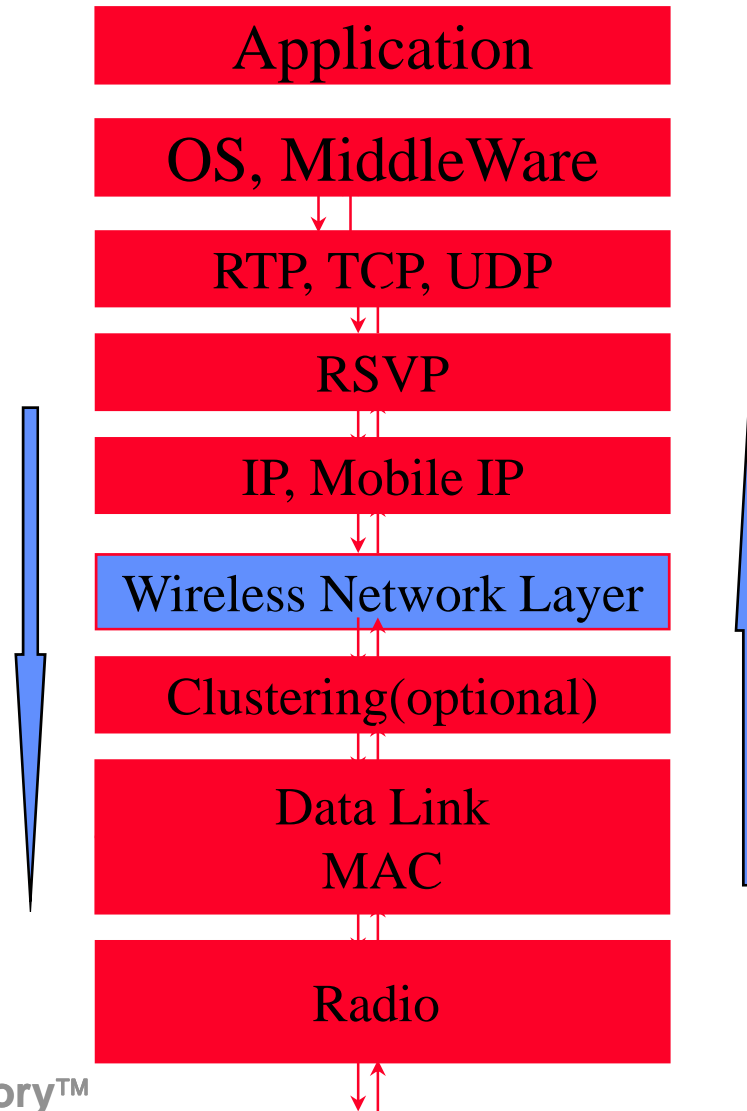 Application
OS, MiddleWare
RTP, TCP, UDP
RSVP
IP, Mobile IP
Wireless Network Layer
Clustering(optional)
Data Link
MAC
Radio
ory™